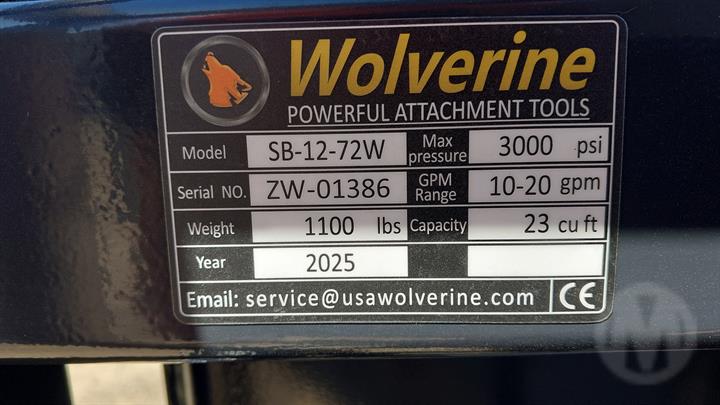 Wolverine
POWERFUL ATTACHMENT TOOLS
Model SB-12-72W Max pressure 3000 psi
Serial NO. ZW-01386 GPM Range 10-20 gpm
Weight 1100 lbs Capacity 23 cu ft
Year 2025
Email: service@usawolverine.com CE
M